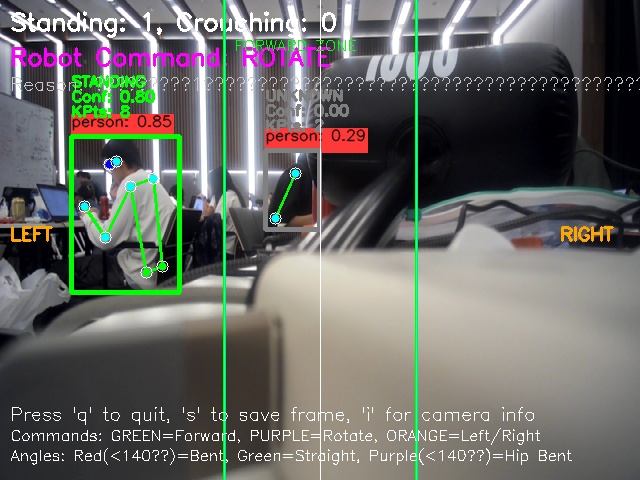 Standing: 1, Crouching: 0
FORWARD ZONE
Robot Command: ROTATE
1000
STANDING
Conf: 0.80
KPts: 8
person: 0.85
UNKNOWN
Conf: 0.00
person: 0.29
LEFT
RIGHT
Press 'q' to quit, 's' to save frame, 'i' for camera info
Commands: GREEN=Forward, PURPLE=Rotate, ORANGE=Left/Right
Angles: Red(<140??)=Bent, Green=Straight, Purple(<140??)=Hip Bent